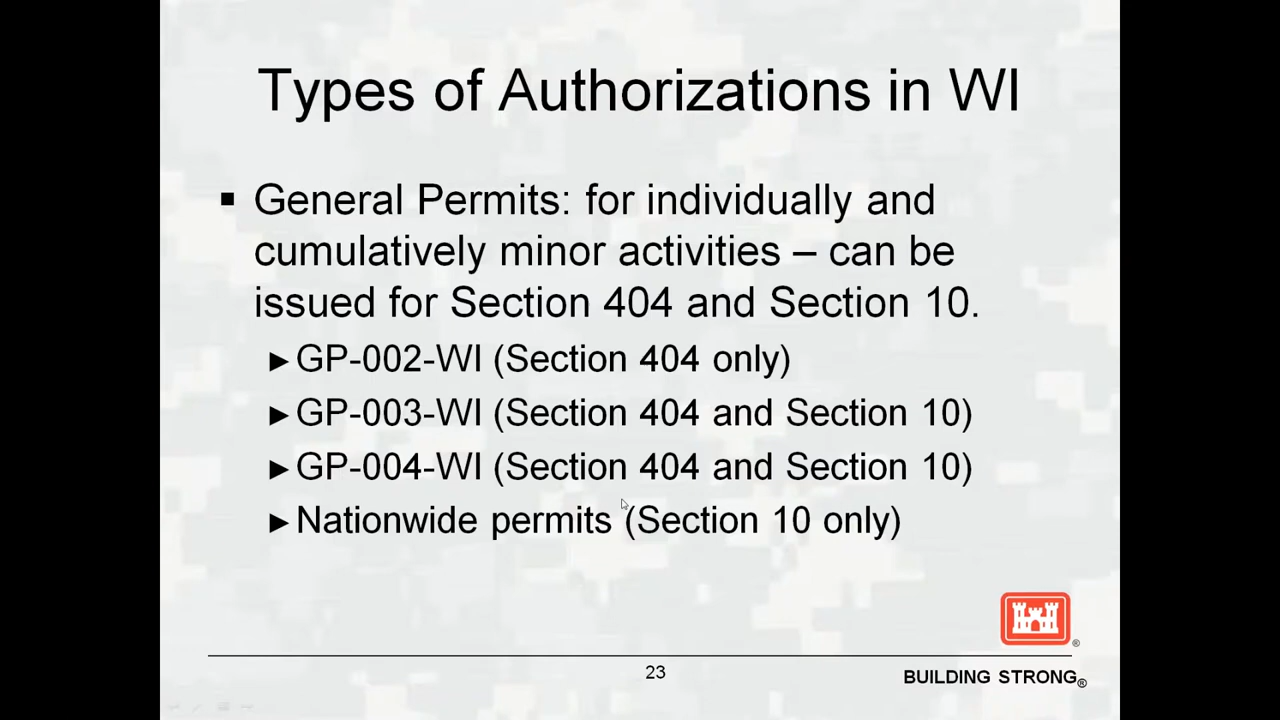 Types of Authorizations in WI
▪ General Permits: for individually and
cumulatively minor activities – can be
issued for Section 404 and Section 10.
►GP-002-WI (Section 404 only)
►GP-003-WI (Section 404 and Section 10)
►GP-004-WI (Section 404 and Section 10)
►Nationwide permits (Section 10 only)
®
23
BUILDING STRONG®